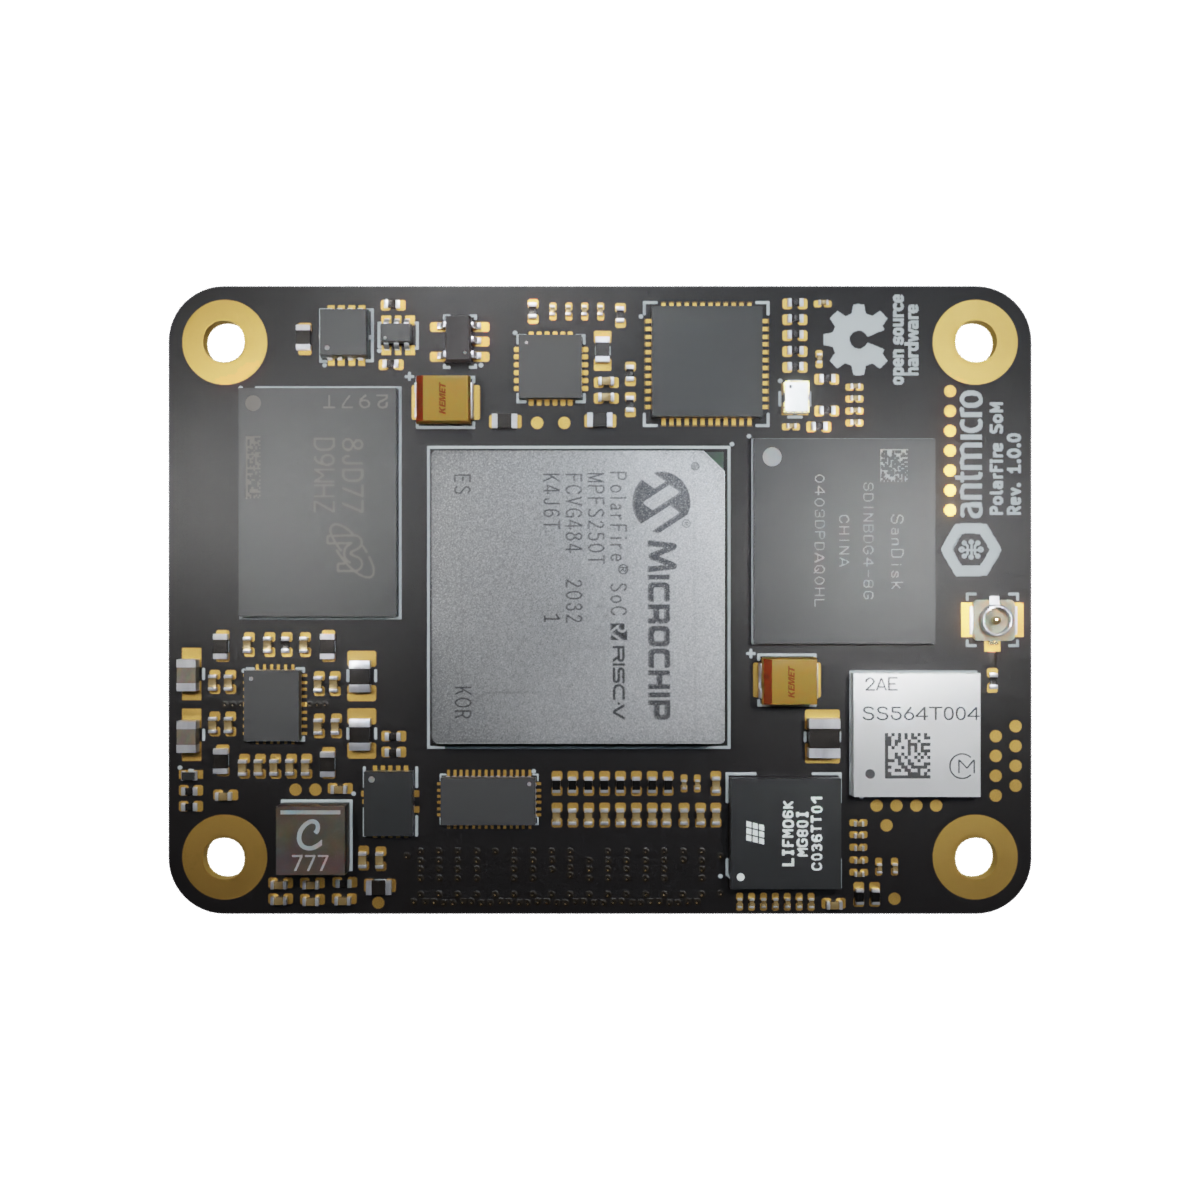 open source
hardware
antmicro
PolarFire SoM
Rev. 1.0.0
297T
8JD77
D9WHZ
KEMET
MICROCHIP
PolarFire® SoC RISC-V
MPFS250T
FCVG484 2032
K4J6T 1
ES KOR
SanDisk
SDINBDG4-8G
CHINA
0403DPDAQ0HL
KEMET
2AE
SS564T004
M
LIFMD6K
MG80I
C036TT01
C
777